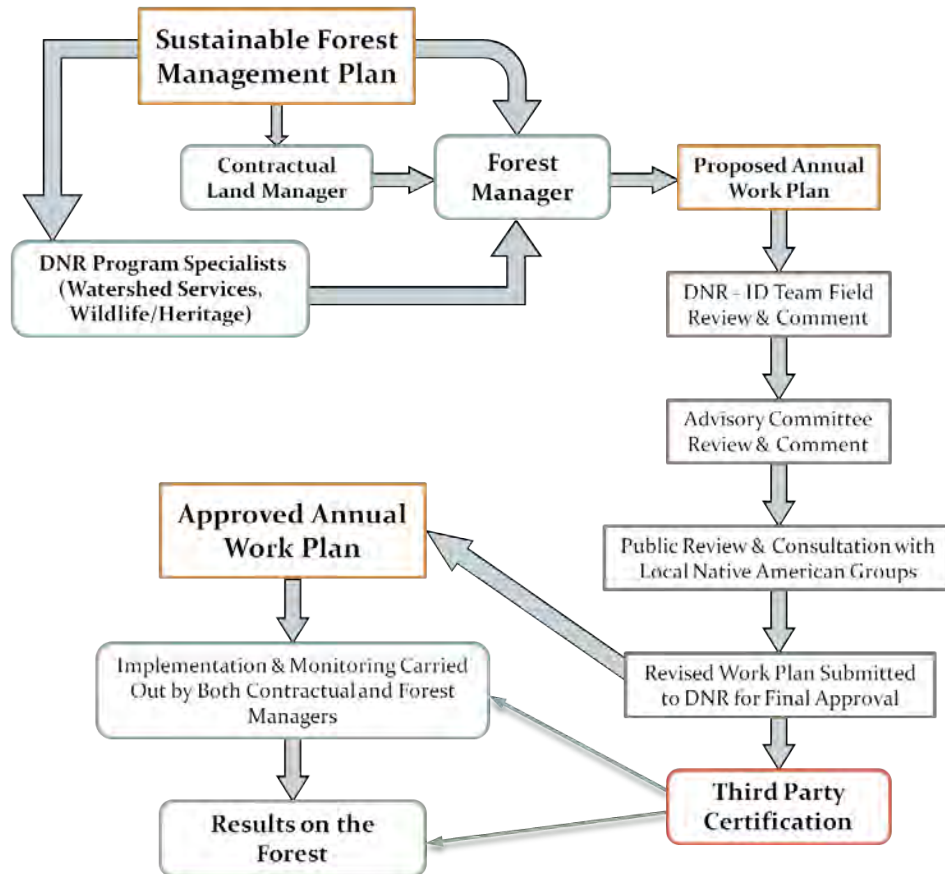 Sustainable Forest
Management Plan
Contractual
Land Manager
Forest
Manager
Proposed Annual
Work Plan
DNR Program Specialists
(Watershed Services,
Wildlife/Heritage)
DNR - ID Team Field
Review & Comment
Advisory Committee
Review & Comment
Public Review & Consultation with
Local Native American Groups
Revised Work Plan Submitted
to DNR for Final Approval
Third Party
Certification
Approved Annual
Work Plan
Implementation & Monitoring Carried
Out by Both Contractual and Forest
Managers
Results on the
Forest